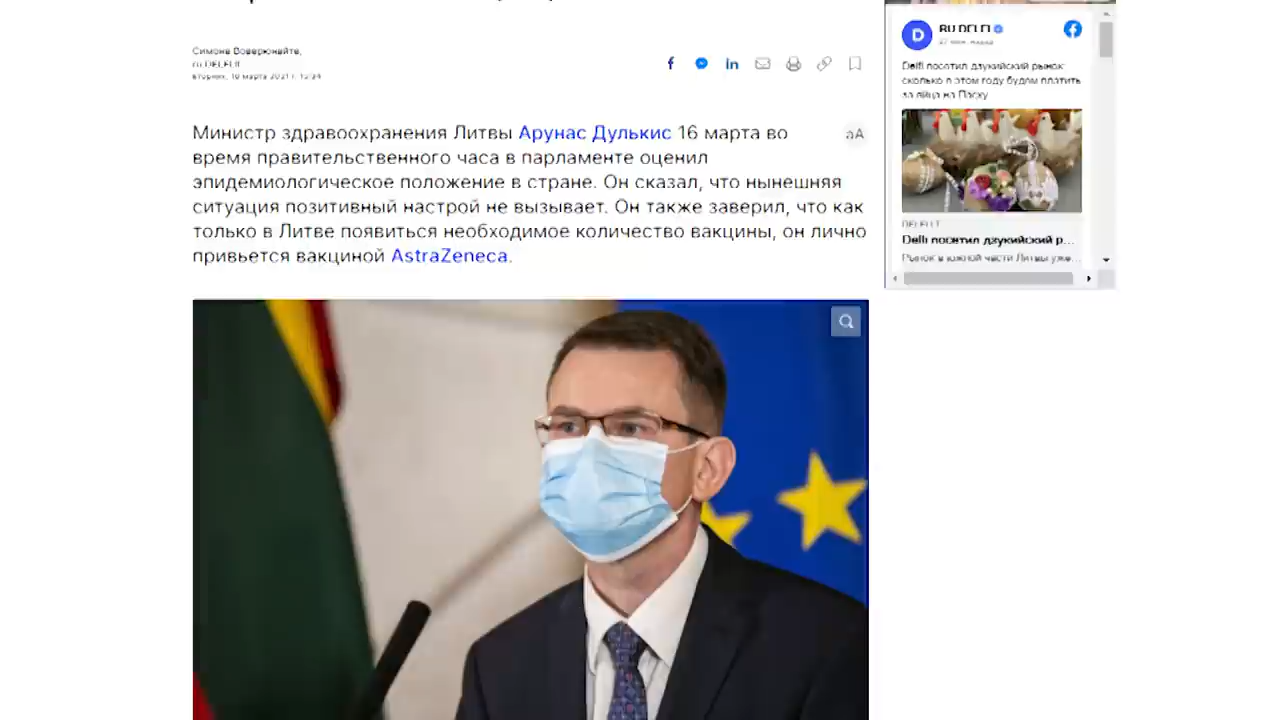 Симона Воверюнайте,
ru.DELFI.lt
вторник, 16 марта 2021 г. 13:34
Министр здравоохранения Литвы Арунас Дулькис 16 марта во
время правительственного часа в парламенте оценил
эпидемиологическое положение в стране. Он сказал, что нынешняя
ситуация позитивный настрой не вызывает. Он также заверил, что как
только в Литве появиться необходимое количество вакцины, он лично
привьется вакциной AstraZeneca.
aA
RU DELFI
Delfi посетил дзукийский рынок:
сколько в этом году будем платить
за яйца на Пасху
DELFI.LT
Delfi посетил дзукийский р...
Рынок в южной части Литвы уже...